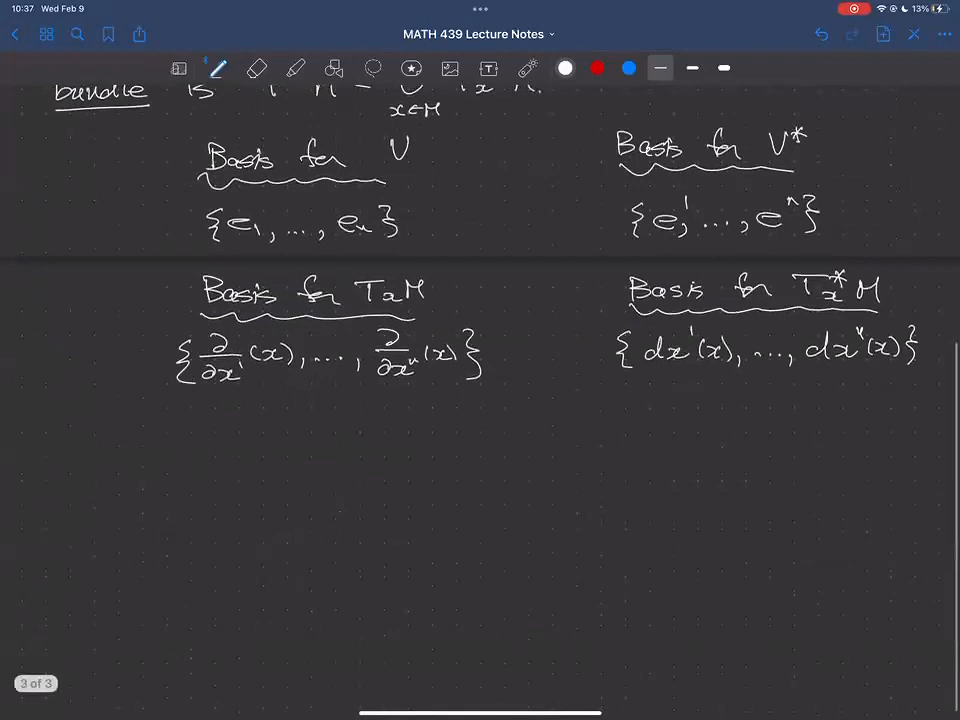 10:37 Wed Feb 9 13%
MATH 439 Lecture Notes
bundle is
x∈M
Basis for V
Basis for V*
{e₁, ..., eₙ}
{e¹, ..., eⁿ}
Basis for TₓM
Basis for Tₓ*M
{∂/∂x¹(x), ..., ∂/∂xⁿ(x)}
{dx¹(x), ..., dxⁿ(x)}
3 of 3